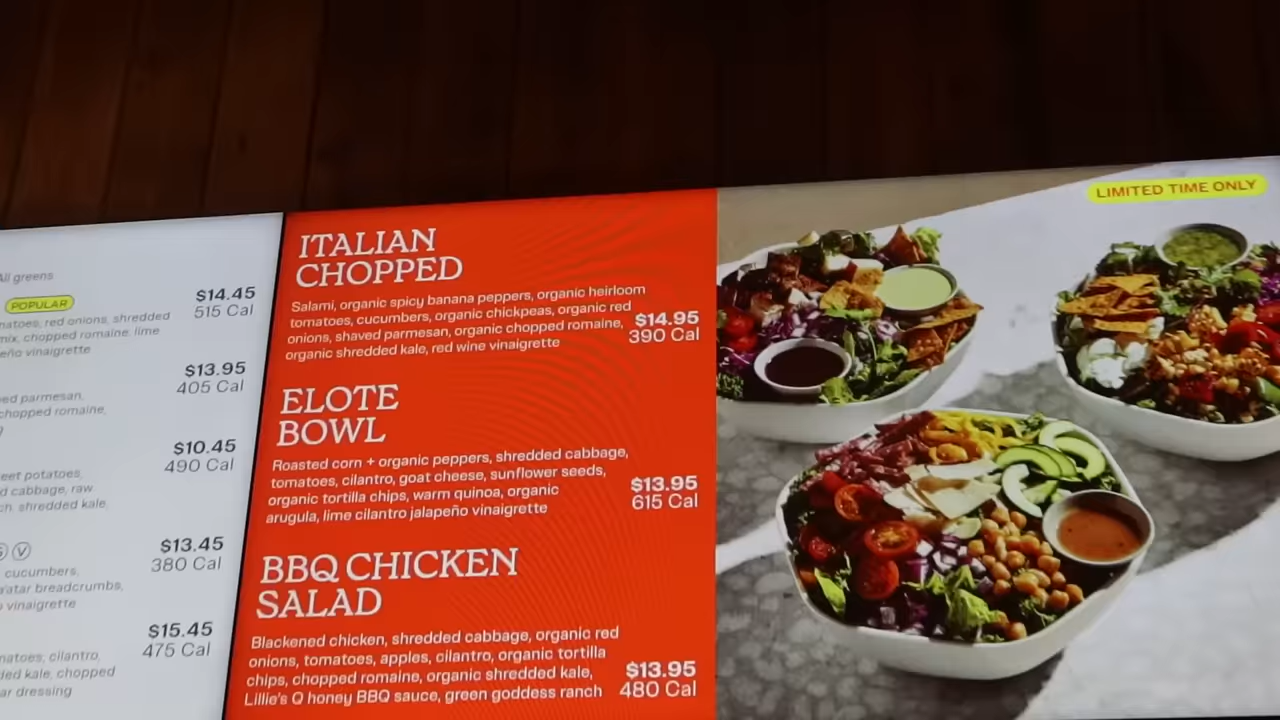 All greens
POPULAR
$14.45
515 Cal
red onions, shredded
mix, chopped romaine, lime
vinaigrette
$13.95
405 Cal
parmesan,
chopped romaine,
$10.45
490 Cal
potatoes,
cabbage, raw
shredded kale,
$13.45
380 Cal
V
cucumbers,
breadcrumbs,
vinaigrette
$15.45
475 Cal
cilantro,
kale, chopped
dressing
ITALIAN
CHOPPED
Salami, organic spicy banana peppers, organic heirloom
tomatoes, cucumbers, organic chickpeas, organic red
onions, shaved parmesan, organic chopped romaine,
organic shredded kale, red wine vinaigrette
$14.95
390 Cal
ELOTE
BOWL
Roasted corn + organic peppers, shredded cabbage,
tomatoes, cilantro, goat cheese, sunflower seeds,
organic tortilla chips, warm quinoa, organic
arugula, lime cilantro jalapeño vinaigrette
$13.95
615 Cal
BBQ CHICKEN
SALAD
Blackened chicken, shredded cabbage, organic red
onions, tomatoes, apples, cilantro, organic tortilla
chips, chopped romaine, organic shredded kale,
Lillie's Q honey BBQ sauce, green goddess ranch
$13.95
480 Cal
LIMITED TIME ONLY